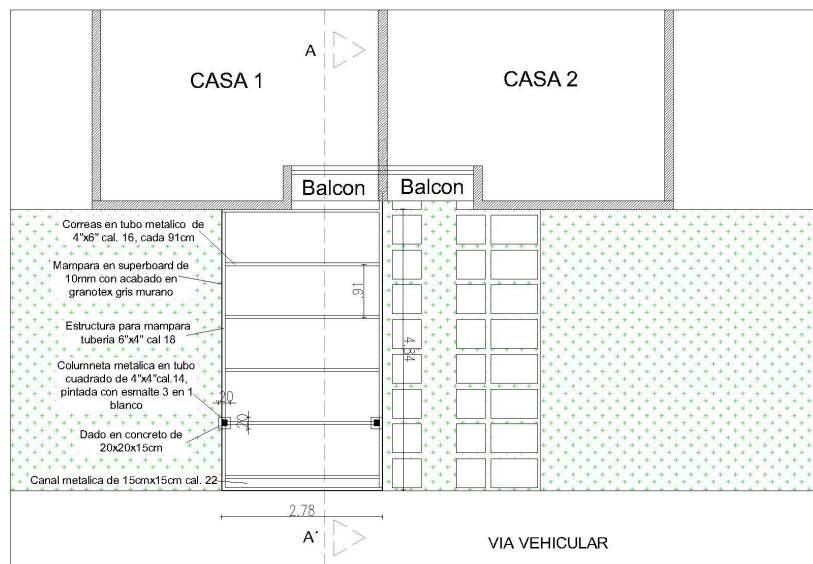 A
CASA 1
CASA 2
Balcon
Balcon
Correas en tubo metalico de
4"x6" cal. 16, cada 91cm
Mampara en superboard de
10mm con acabado en
granotex gris murano
.91
Estructura para mampara
tuberia 6"x4" cal 18
4.84
Columneta metalica en tubo
cuadrado de 4"x4"cal.14,
pintada con esmalte 3 en 1
blanco
.20
.20
Dado en concreto de
20x20x15cm
Canal metalica de 15cmx15cm cal. 22
2.78
A´
VIA VEHICULAR